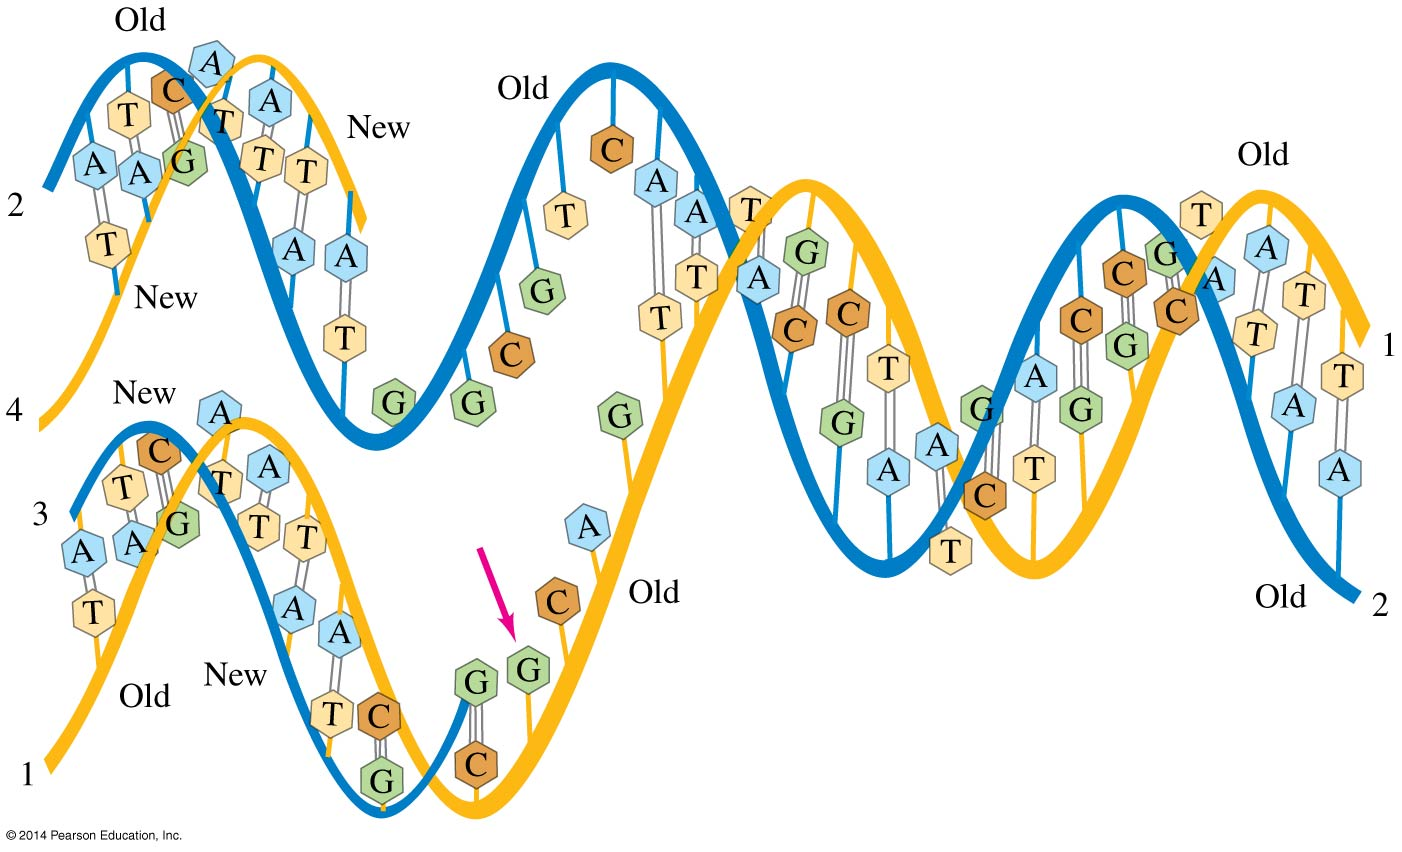 Old
A
T C A
T A G T T T
New
2
A T
New
4
A A
T
Old
C
T
G
C
G
G
A A T
T T A
G C T A
C G A T
Old
T
C G A
A C C G A
T G
G C
T A
T T
A A
1
Old
2
New
A
C
T T A
3
A A G T T
T
A A
Old
New
T C
G
1
G
A
C
Old
G G
C
© 2014 Pearson Education, Inc.